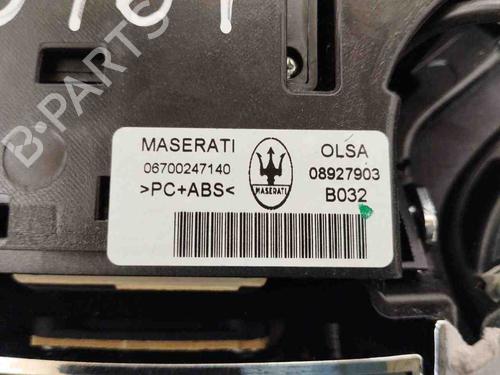 MASERATI
OLSA
06700247140
08927903
>PC+ABS<
MASERATI
B032
B-PARTS